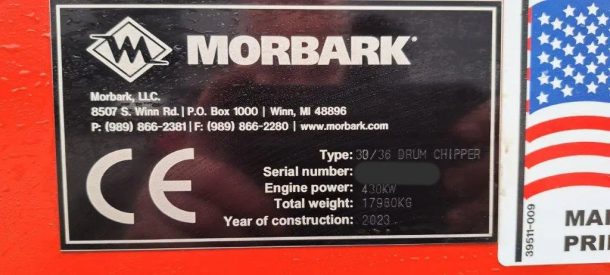 MORBARK®
Morbark, LLC.
8507 S. Winn Rd. | P.O. Box 1000 | Winn, MI 48896
P: (989) 866-2381 | F: (989) 866-2280 | www.morbark.com
CE
Type: 30/36 DRUM CHIPPER
Serial number:
Engine power: 430KW
Total weight: 17980KG
Year of construction: 2023
39511-009
MA
PRI